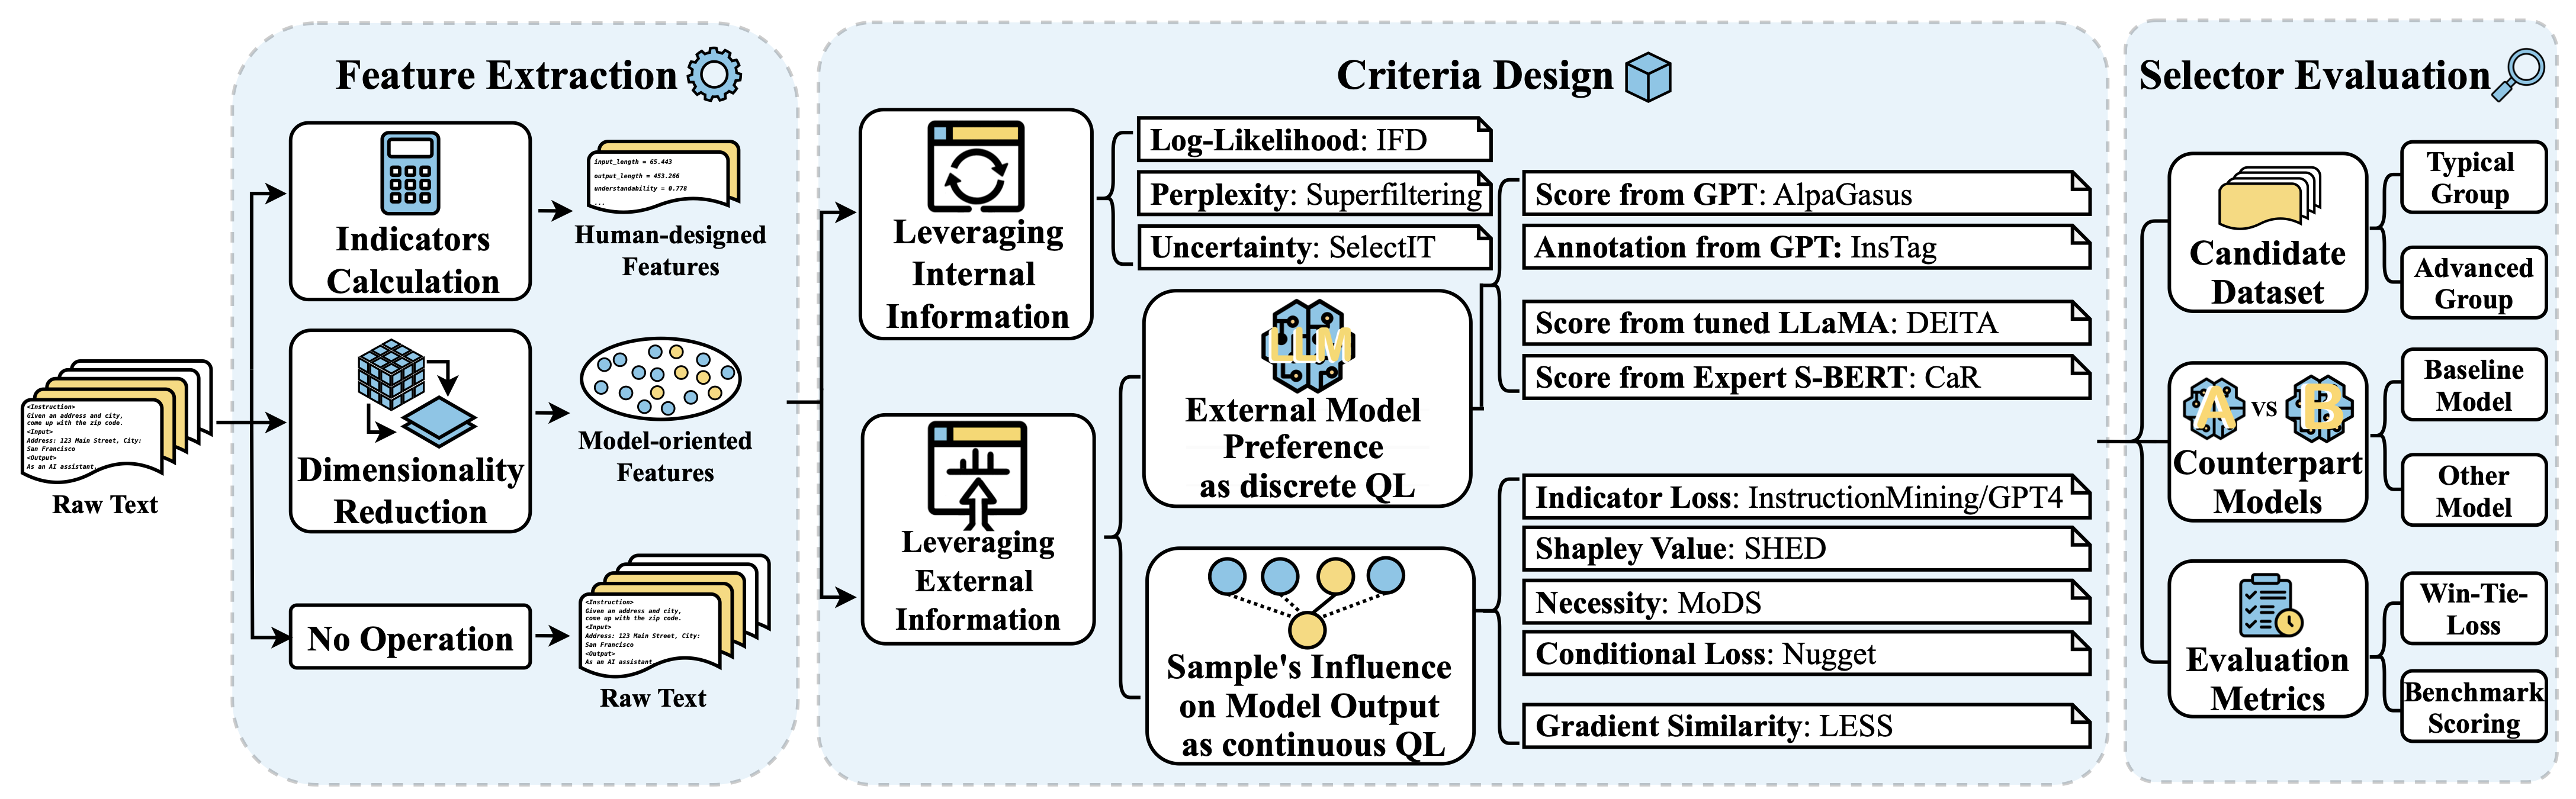 Feature Extraction
Indicators
Calculation
input_length = 65.443
output_length = 453.266
understandability = 0.778
...
Human-designed
Features
<Instruction>
Given an address and city,
come up with the zip code.
<Input>
Address: 123 Main Street, City:
San Francisco
<Output>
As an AI assistant,
Raw Text
Dimensionality
Reduction
Model-oriented
Features
No Operation
<Instruction>
Given an address and city,
come up with the zip code.
<Input>
Address: 123 Main Street, City:
San Francisco
<Output>
As an AI assistant
Raw Text
Criteria Design
Leveraging
Internal
Information
Log-Likelihood: IFD
Perplexity: Superfiltering
Uncertainty: SelectIT
Leveraging
External
Information
LLM
External Model
Preference
as discrete QL
Score from GPT: AlpaGasus
Annotation from GPT: InsTag
Score from tuned LLaMA: DEITA
Score from Expert S-BERT: CaR
Sample's Influence
on Model Output
as continuous QL
Indicator Loss: InstructionMining/GPT4
Shapley Value: SHED
Necessity: MoDS
Conditional Loss: Nugget
Gradient Similarity: LESS
Selector Evaluation
Candidate
Dataset
Typical
Group
Advanced
Group
A vs B
Counterpart
Models
Baseline
Model
Other
Model
Evaluation
Metrics
Win-Tie-
Loss
Benchmark
Scoring